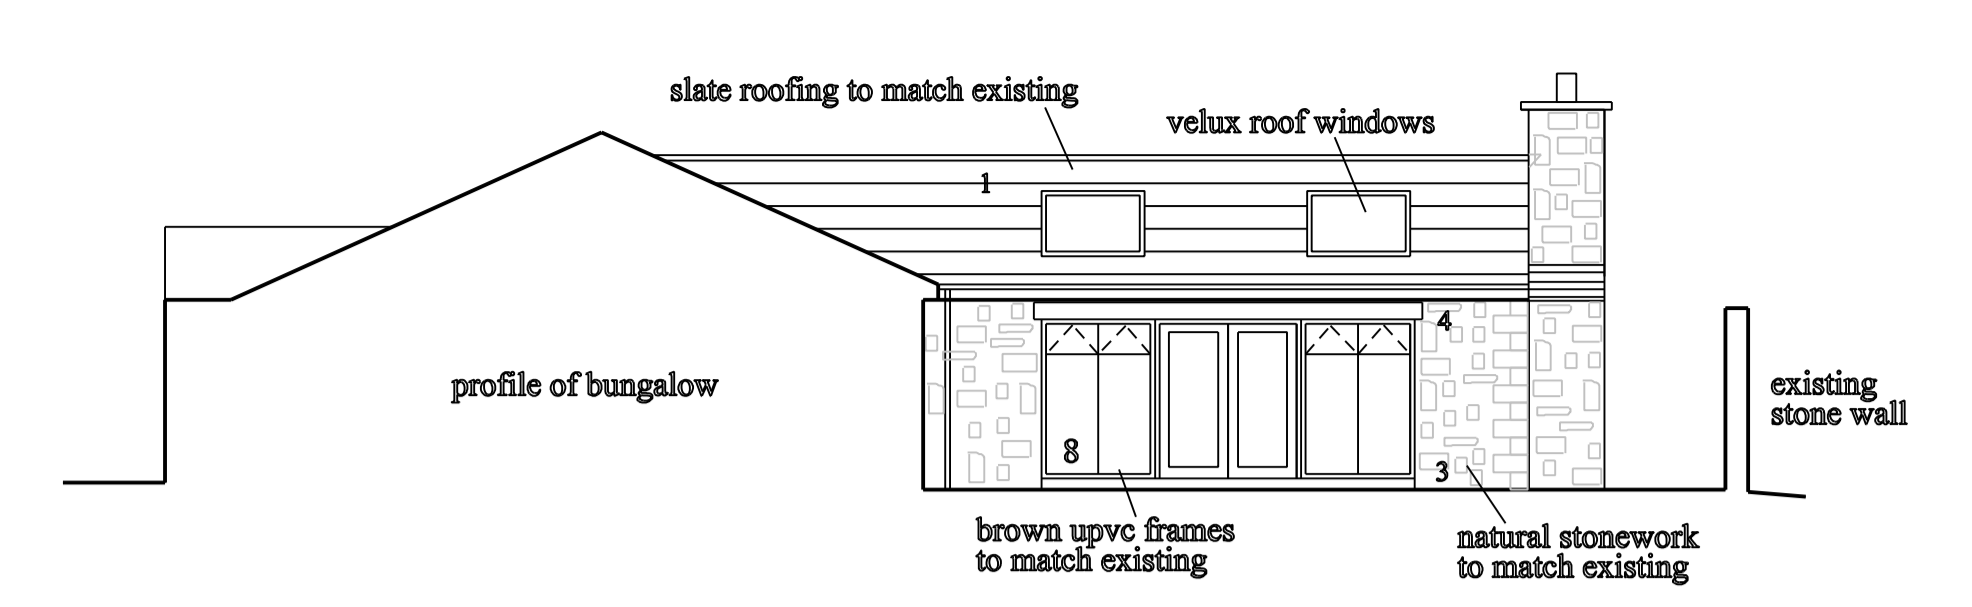 slate roofing to match existing
velux roof windows
1
4
profile of bungalow
existing
stone wall
8
3
brown upvc frames
to match existing
natural stonework
to match existing